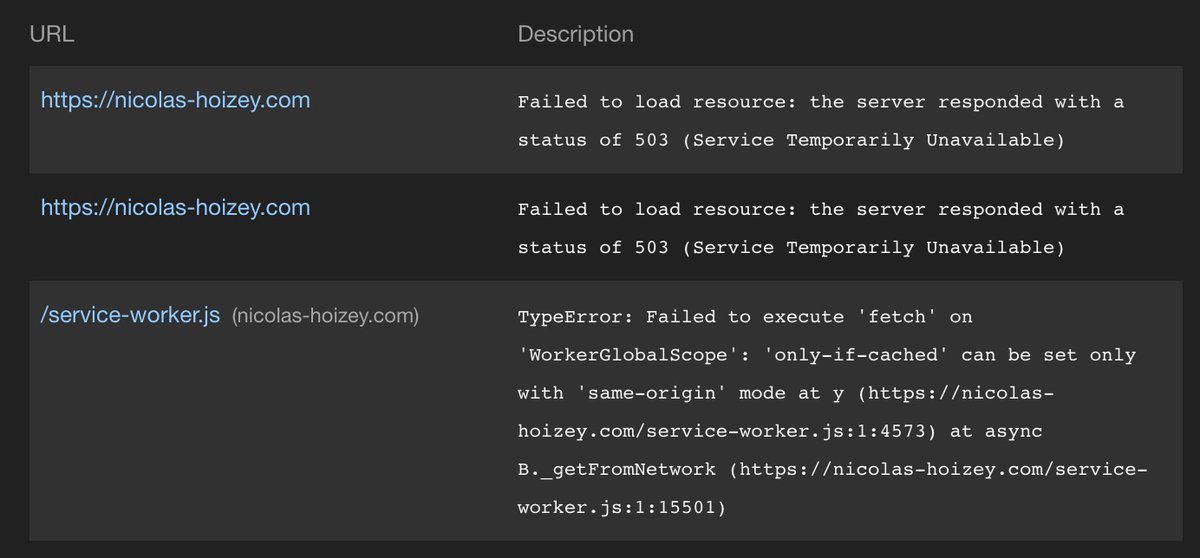 URL Description
https://nicolas-hoizey.com Failed to load resource: the server responded with a
status of 503 (Service Temporarily Unavailable)
https://nicolas-hoizey.com Failed to load resource: the server responded with a
status of 503 (Service Temporarily Unavailable)
/service-worker.js (nicolas-hoizey.com) TypeError: Failed to execute 'fetch' on
'WorkerGlobalScope': 'only-if-cached' can be set only
with 'same-origin' mode at y (https://nicolas-
hoizey.com/service-worker.js:1:4573) at async
B._getFromNetwork (https://nicolas-hoizey.com/service-
worker.js:1:15501)